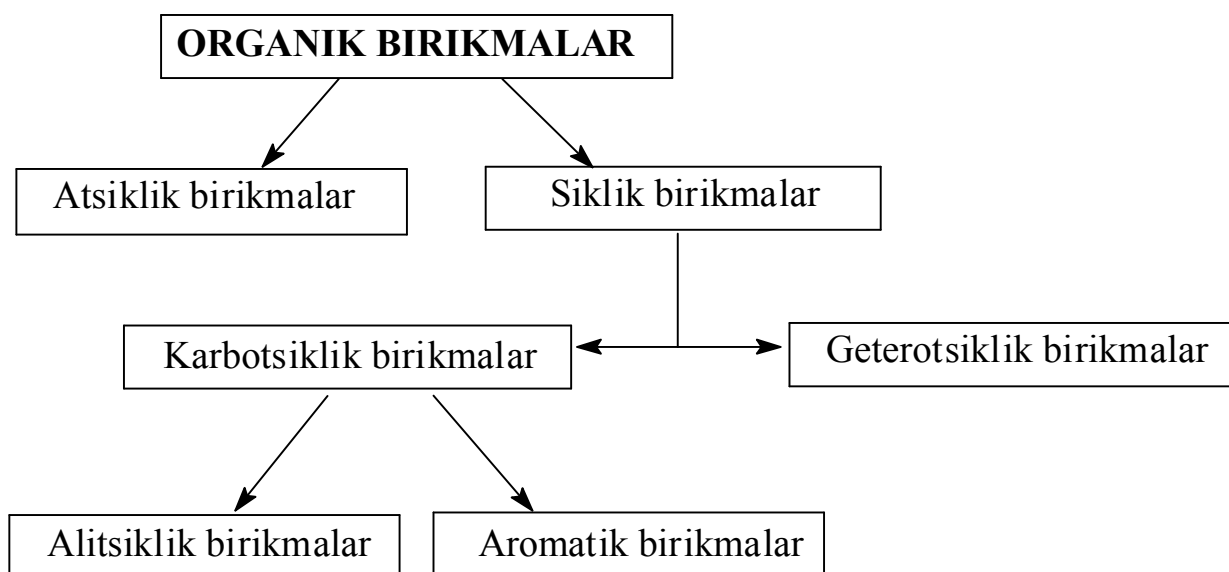 ORGANIK BIRIKMALAR
Atsiklik birikmalar
Siklik birikmalar
Karbotsiklik birikmalar
Geterotsiklik birikmalar
Alitsiklik birikmalar
Aromatik birikmalar